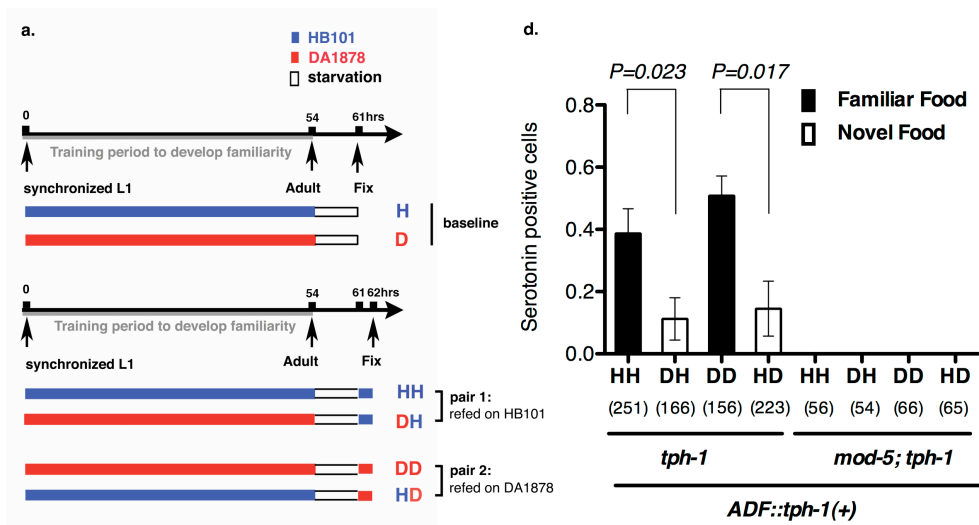 a.
HB101
DA1878
starvation
0 54 61hrs
Training period to develop familiarity
synchronized L1 Adult Fix
H
D
baseline
0 54 61 62hrs
Training period to develop familiarity
synchronized L1 Adult Fix
HH
DH
pair 1:
refed on HB101
DD
HD
pair 2:
refed on DA1878
d.
P=0.023 P=0.017
Familiar Food
Novel Food
Serotonin positive cells
0.8
0.6
0.4
0.2
0.0
HH DH DD HD HH DH DD HD
(251) (166) (156) (223) (56) (54) (66) (65)
tph-1 mod-5; tph-1
ADF::tph-1(+)